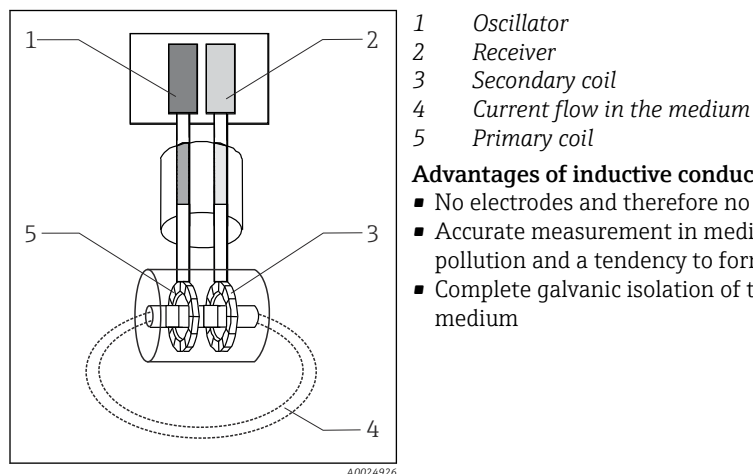 1
2
5
3
4
A0024926
1 Oscillator
2 Receiver
3 Secondary coil
4 Current flow in the medium
5 Primary coil
Advantages of inductive conduc
■ No electrodes and therefore no
■ Accurate measurement in medi
pollution and a tendency to for
■ Complete galvanic isolation of t
medium